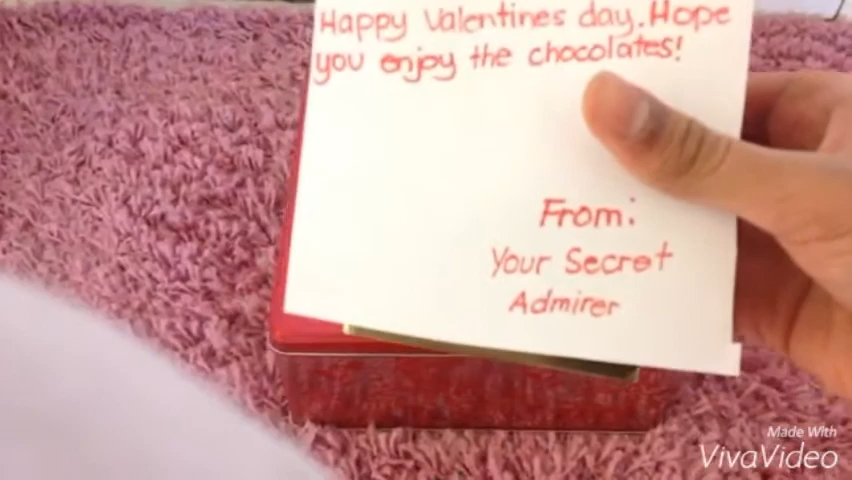 Happy Valentines day. Hope
you enjoy the chocolates!
From:
Your Secret
Admirer
Made With
VivaVideo